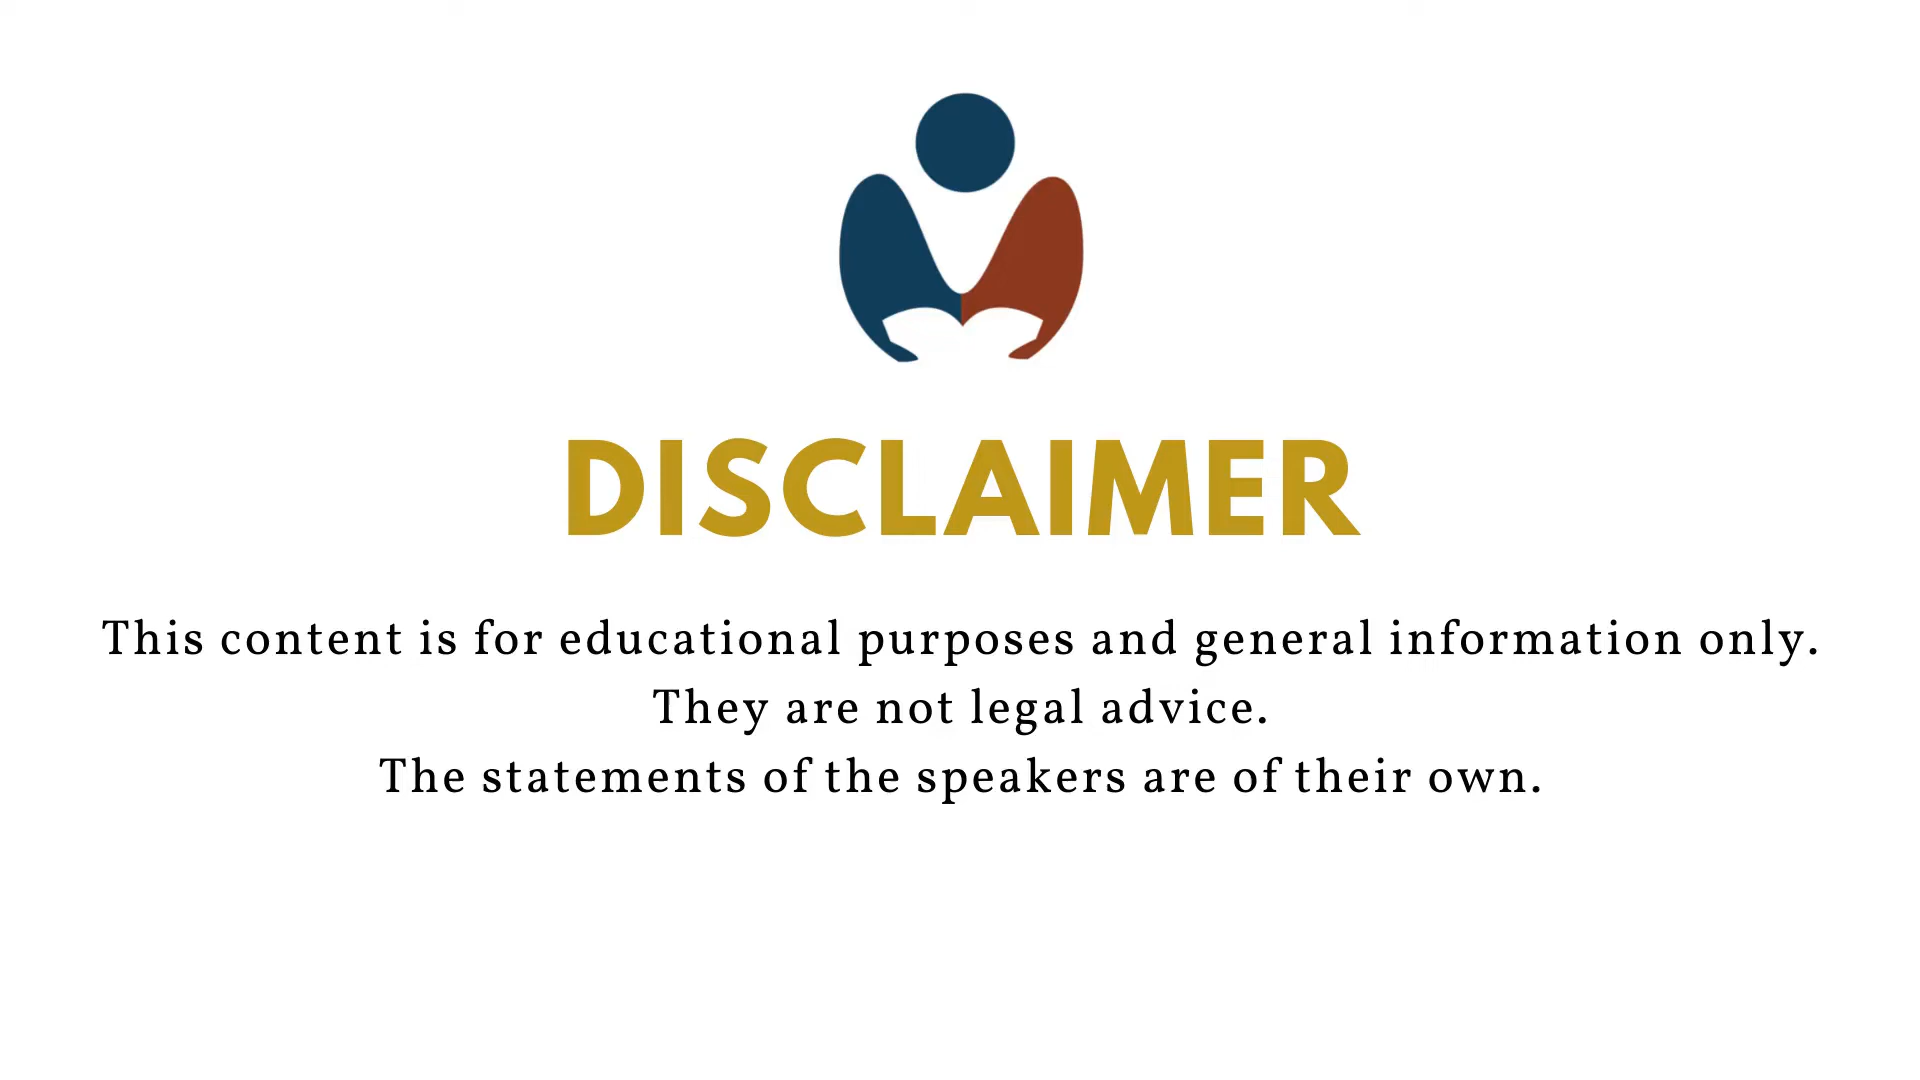 DISCLAIMER
This content is for educational purposes and general information only.
They are not legal advice.
The statements of the speakers are of their own.